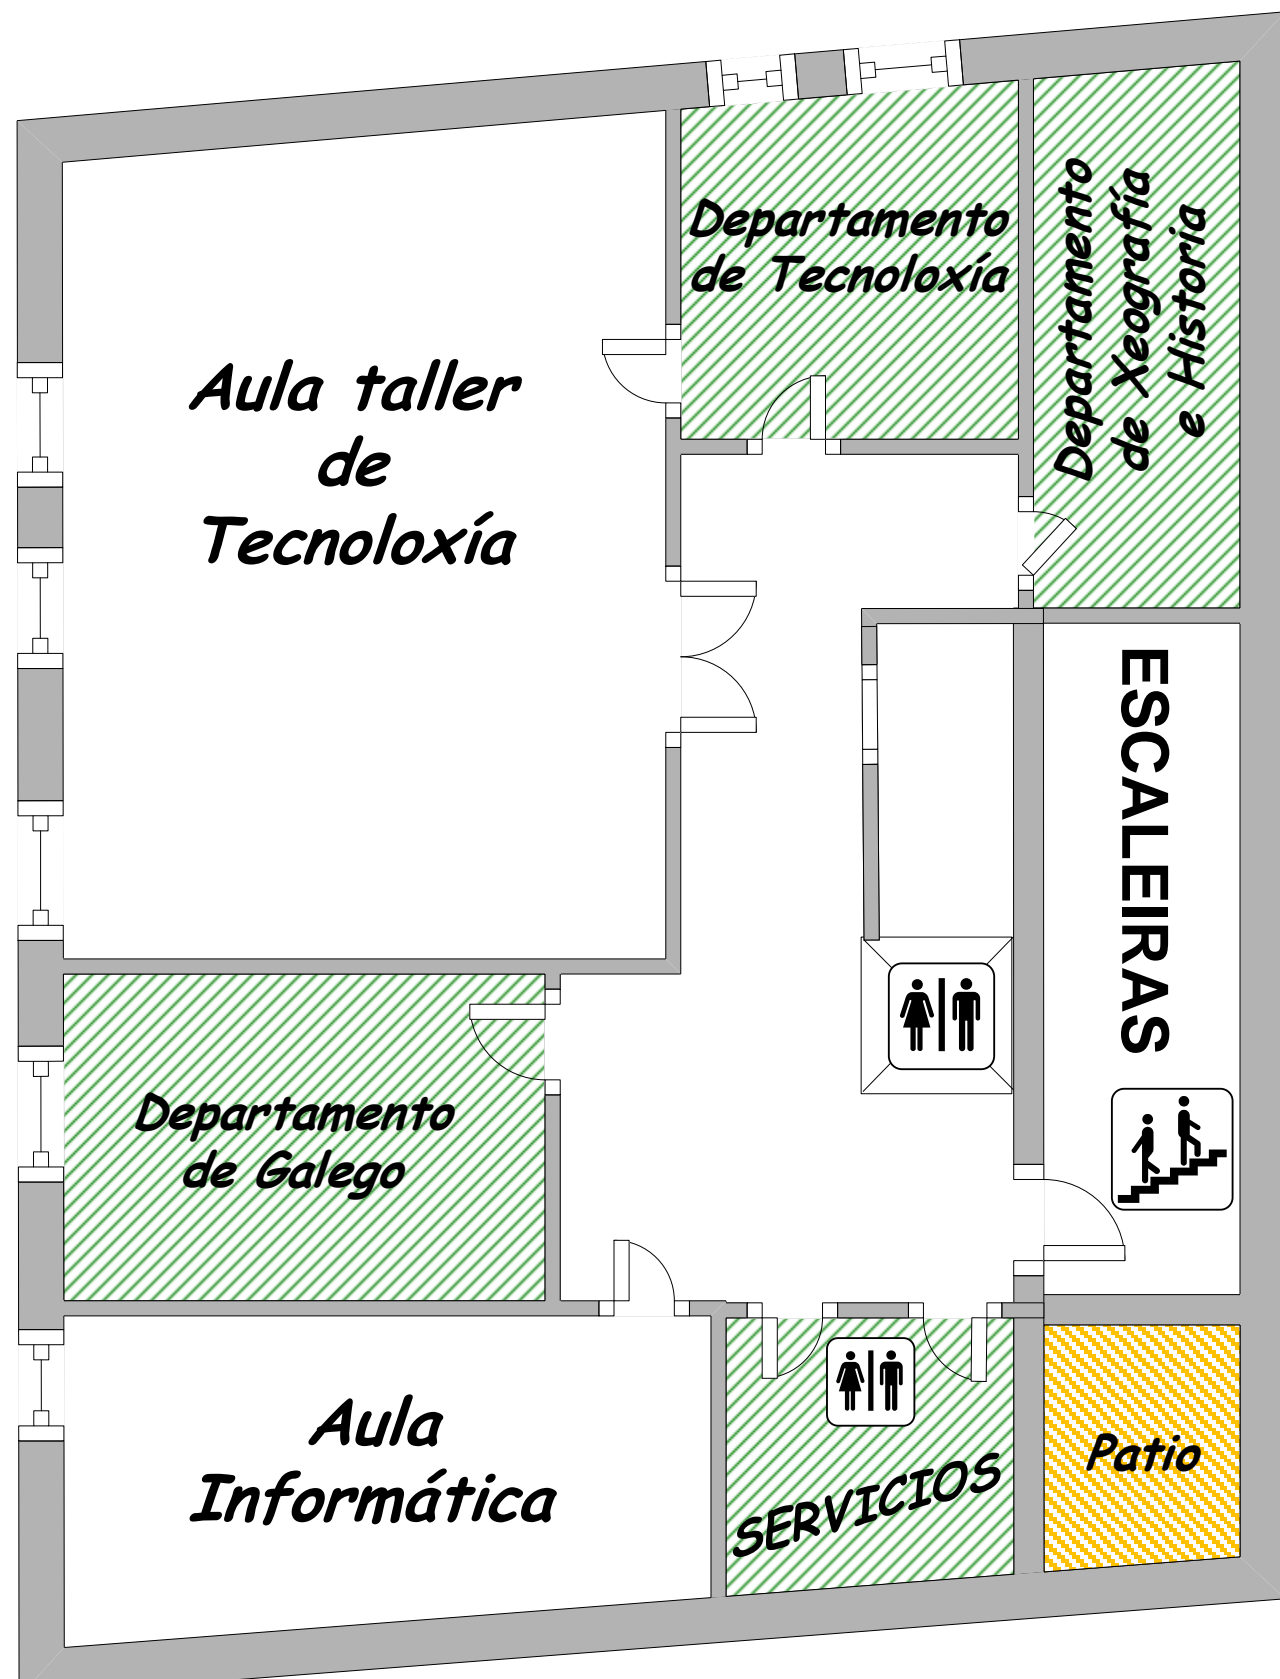 Departamento
de Tecnoloxía
Departamento
de Xeografía
e Historia
Aula taller
de
Tecnoloxía
ESCALEIRAS
Departamento
de Galego
Aula
Informática
SERVICIOS
Patio